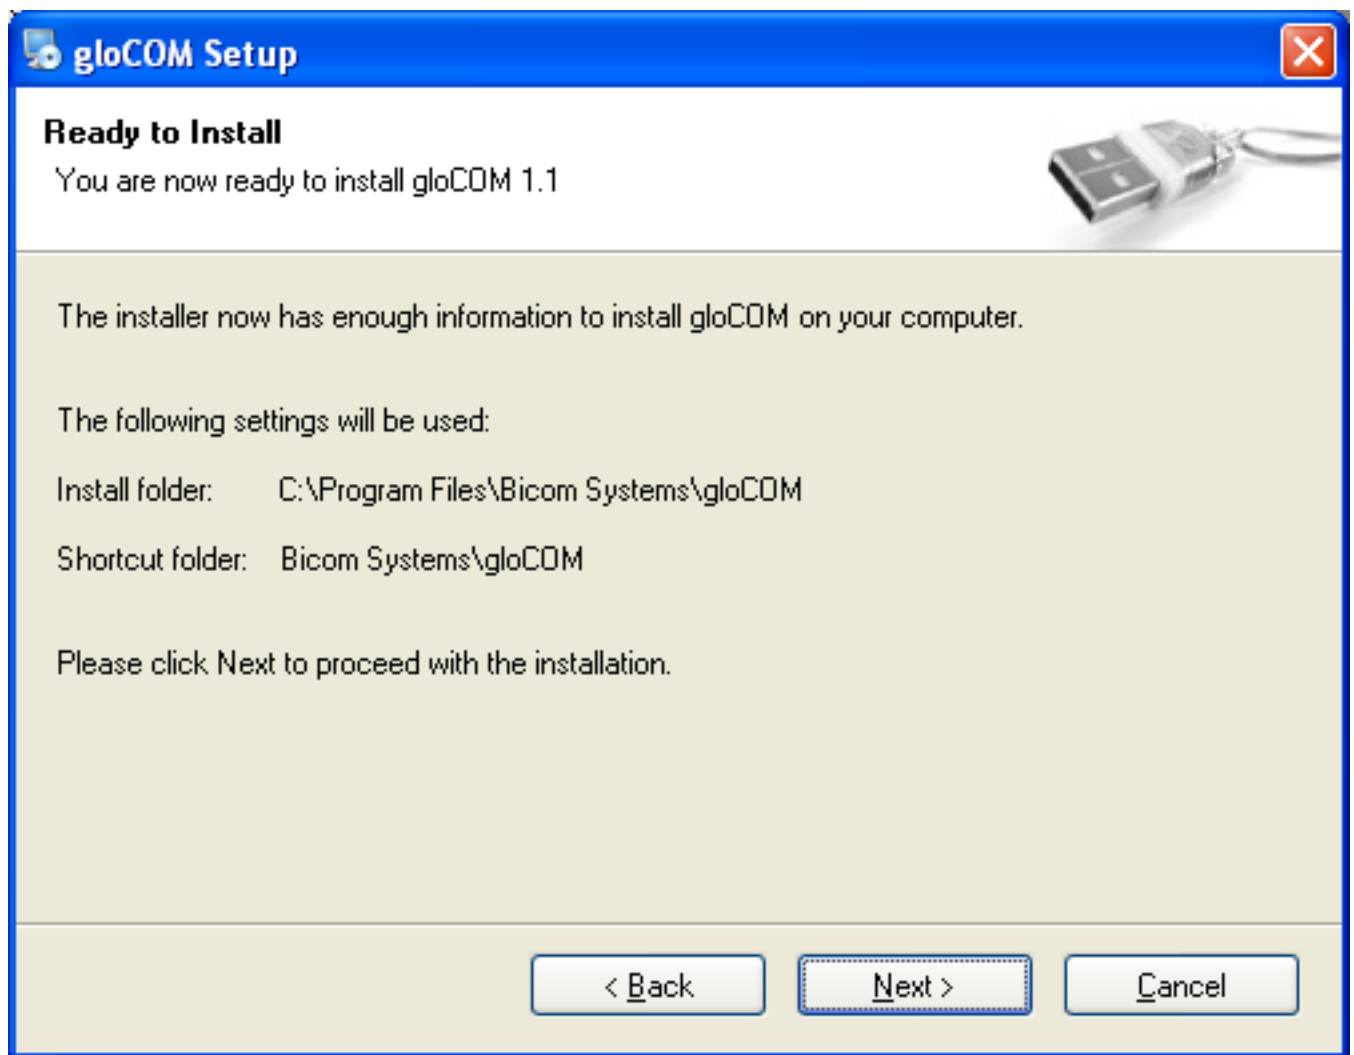 gloCOM Setup
Ready to Install
You are now ready to install gloCOM 1.1
The installer now has enough information to install gloCOM on your computer.
The following settings will be used:
Install folder: C:\Program Files\Bicom Systems\gloCOM
Shortcut folder: Bicom Systems\gloCOM
Please click Next to proceed with the installation.
< Back Next > Cancel